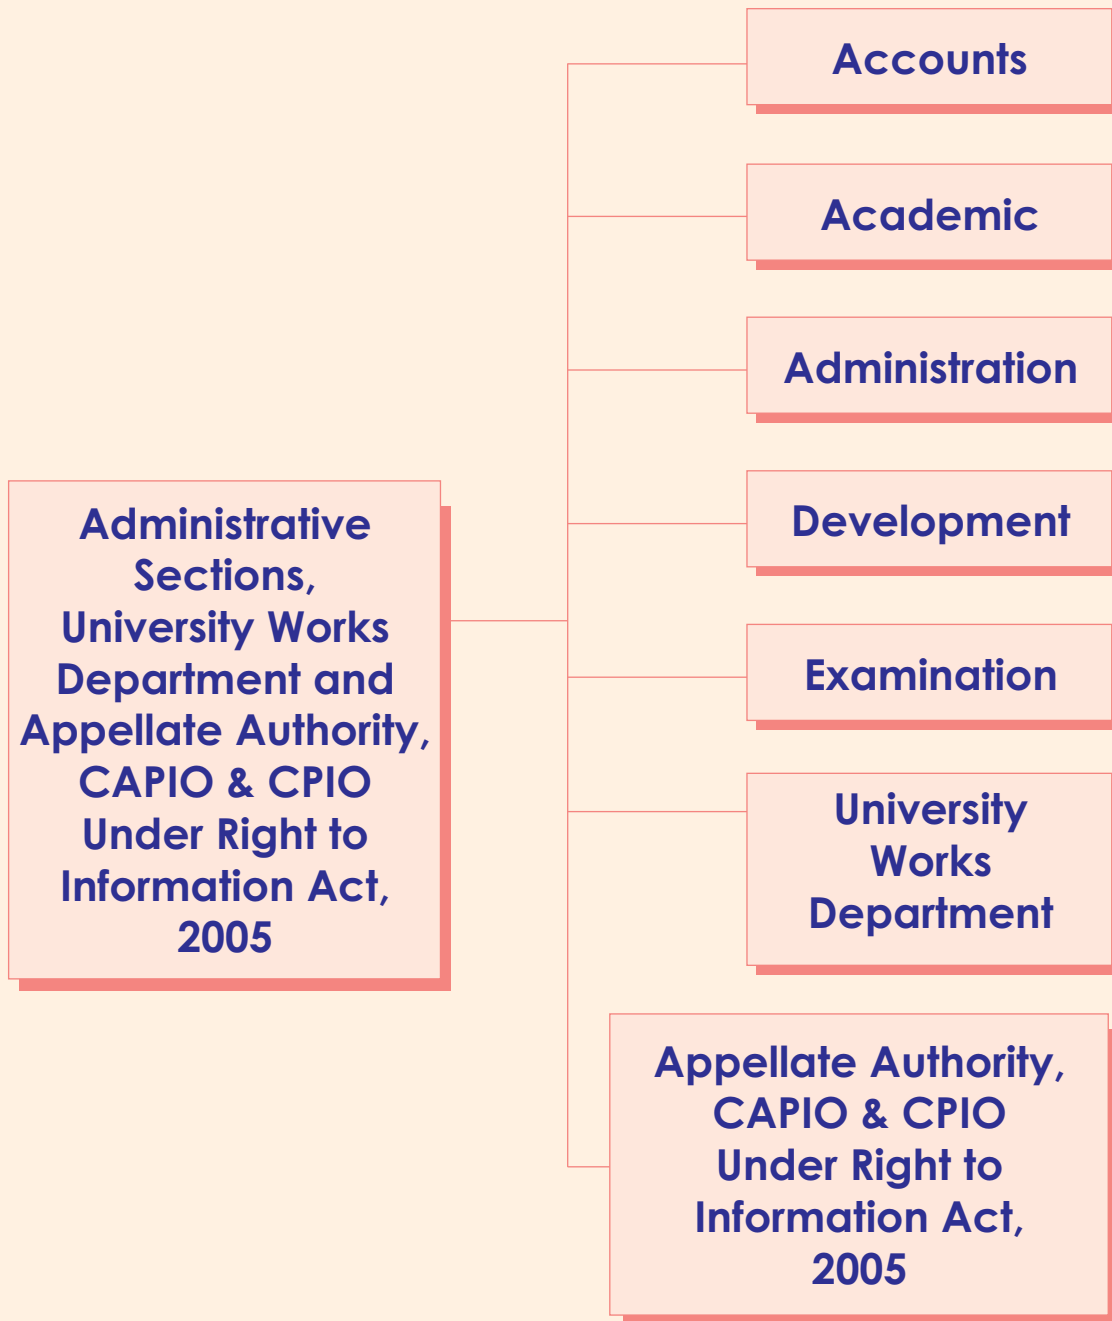 Accounts
Academic
Administration
Development
Administrative
Sections,
University Works
Department and
Appellate Authority,
CAPIO & CPIO
Under Right to
Information Act,
2005
Examination
University
Works
Department
Appellate Authority,
CAPIO & CPIO
Under Right to
Information Act,
2005